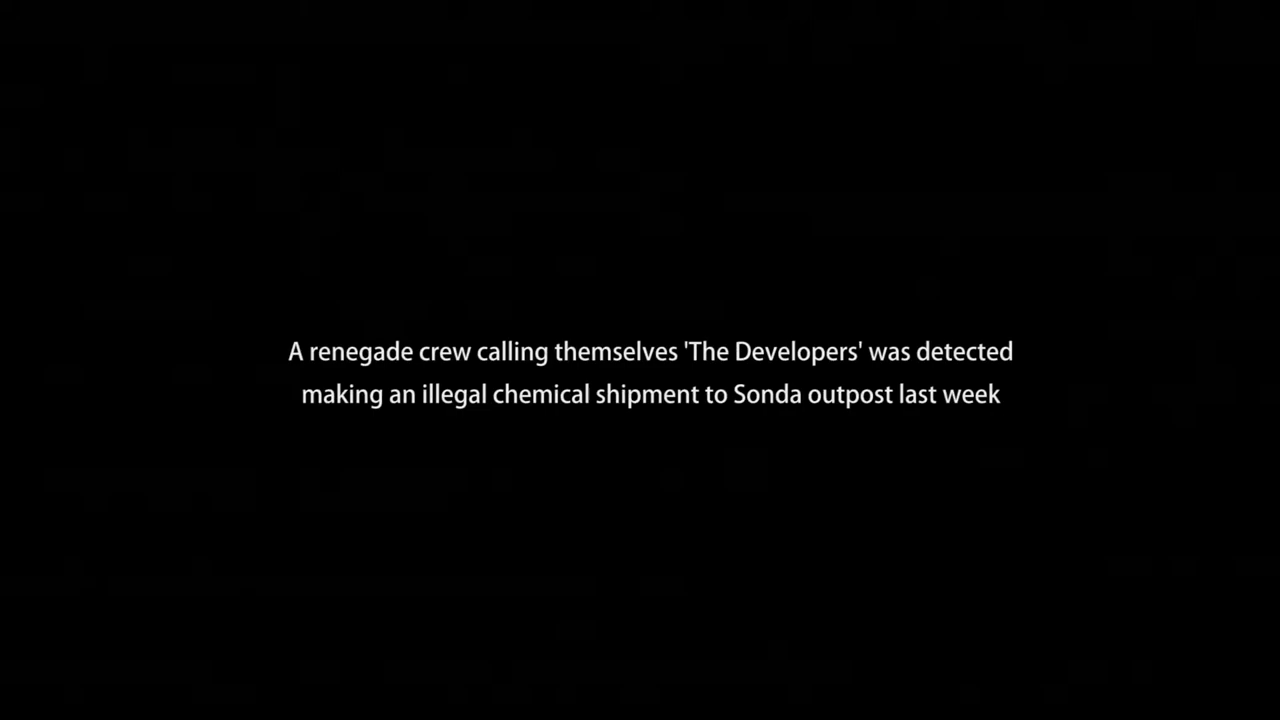 A renegade crew calling themselves 'The Developers' was detected
making an illegal chemical shipment to Sonda outpost last week